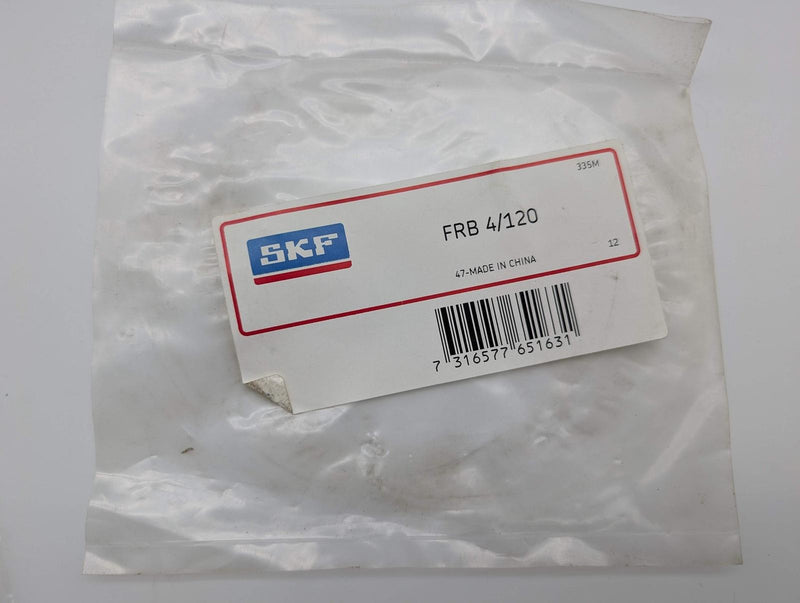 335M
SKF
FRB 4/120
12
47-MADE IN CHINA
7 316577 651631